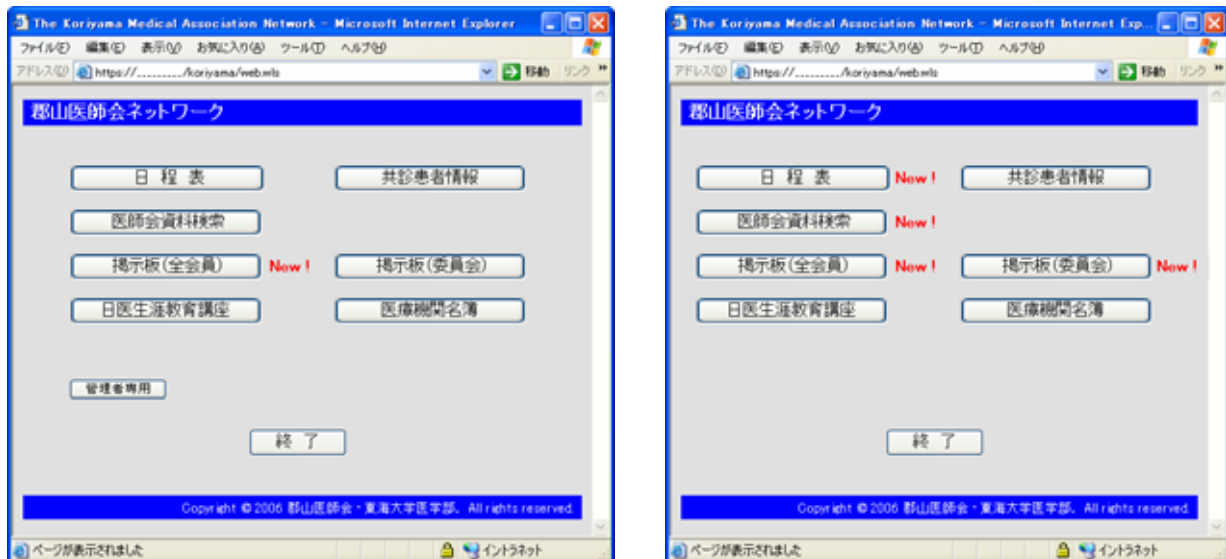 The Koriyama Medical Association Network - Microsoft Internet Explorer
ファイル(F) 編集(E) 表示(V) お気に入り(A) ツール(T) ヘルプ(H)
アドレス(D) https://........./koriyama/web.wls 移動 リンク »
郡山医師会ネットワーク
日 程 表 共診患者情報
医師会資料検索
掲示板(全会員) New ! 掲示板(委員会)
日医生涯教育講座 医療機関名簿
管理者専用
終 了
Copyright © 2006 郡山医師会・東海大学医学部. All rights reserved.
ページが表示されました イントラネット
The Koriyama Medical Association Network - Microsoft Internet Exp...
ファイル(F) 編集(E) 表示(V) お気に入り(A) ツール(T) ヘルプ(H)
アドレス(D) https://........./koriyama/web.wls 移動 リンク »
郡山医師会ネットワーク
日 程 表 New ! 共診患者情報
医師会資料検索 New !
掲示板(全会員) New ! 掲示板(委員会) New !
日医生涯教育講座 医療機関名簿
終 了
Copyright © 2006 郡山医師会・東海大学医学部. All rights reserved.
ページが表示されました イントラネット